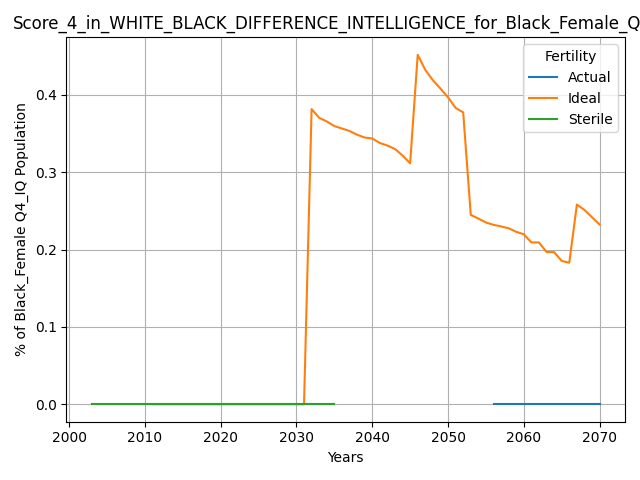 Score_4_in_WHITE_BLACK_DIFFERENCE_INTELLIGENCE_for_Black_Female_Q
Fertility
Actual
Ideal
Sterile
% of Black_Female Q4_IQ Population
0.4
0.3
0.2
0.1
0.0
2000 2010 2020 2030 2040 2050 2060 2070
Years